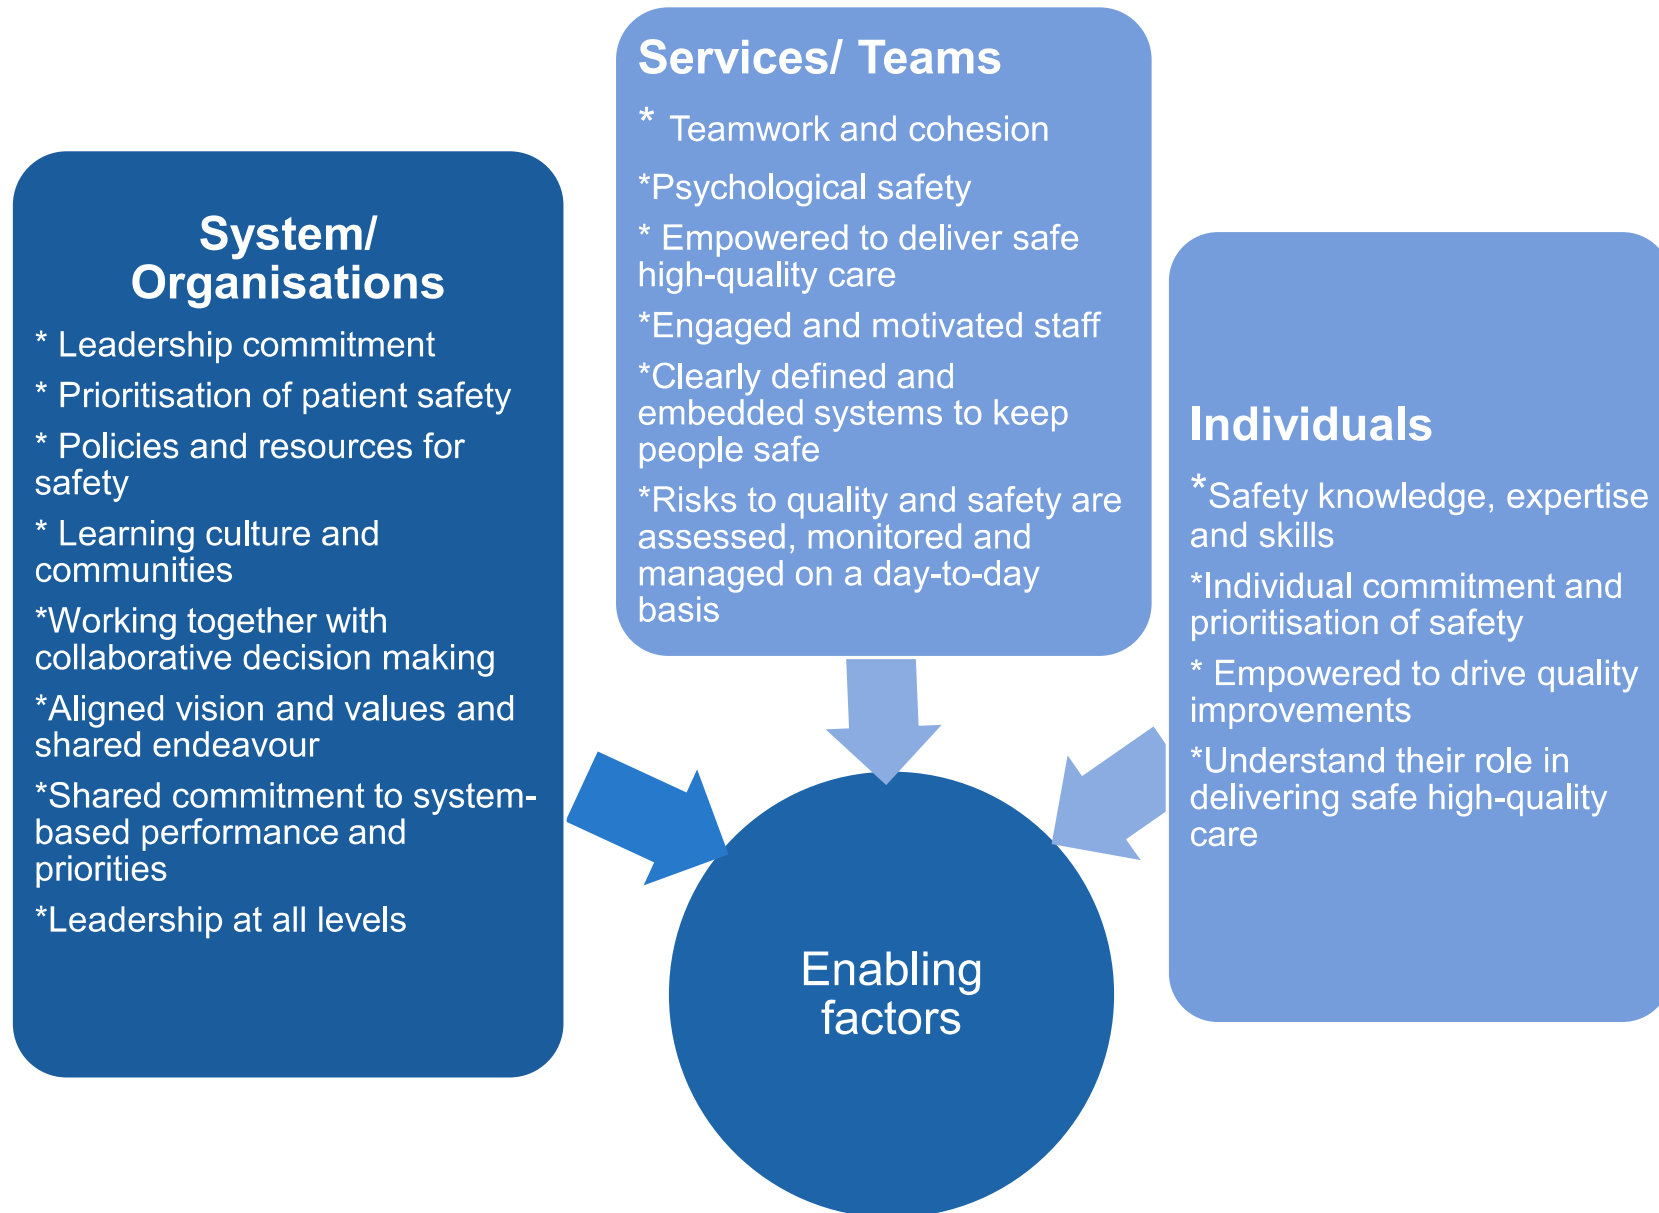 System/
Organisations
* Leadership commitment
* Prioritisation of patient safety
* Policies and resources for
safety
* Learning culture and
communities
*Working together with
collaborative decision making
*Aligned vision and values and
shared endeavour
*Shared commitment to system-
based performance and
priorities
*Leadership at all levels
Services/ Teams
* Teamwork and cohesion
*Psychological safety
* Empowered to deliver safe
high-quality care
*Engaged and motivated staff
*Clearly defined and
embedded systems to keep
people safe
*Risks to quality and safety are
assessed, monitored and
managed on a day-to-day
basis
Individuals
*Safety knowledge, expertise
and skills
*Individual commitment and
prioritisation of safety
* Empowered to drive quality
improvements
*Understand their role in
delivering safe high-quality
care
Enabling
factors